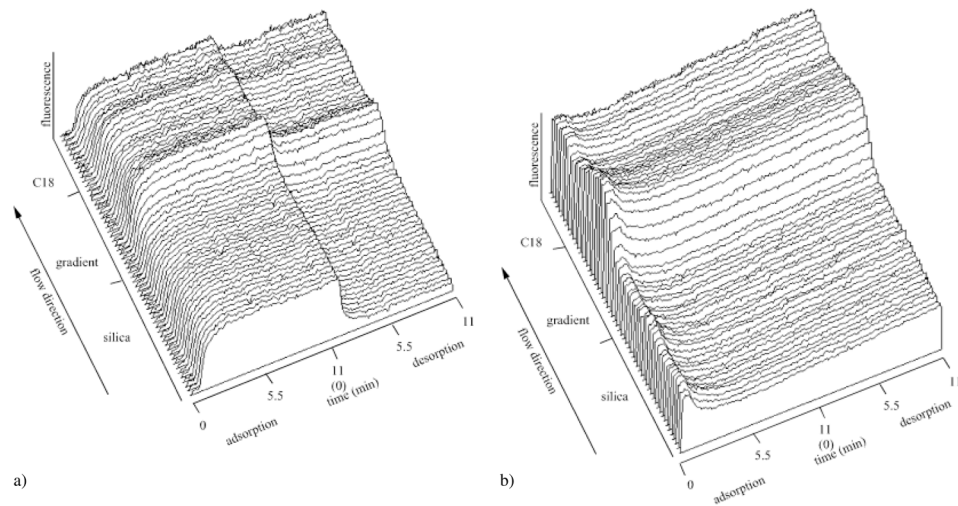 fluorescence
C18
gradient
silica
flow direction
0
5.5
11
(0)
5.5
11
adsorption
time (min)
desorption
a)
fluorescence
C18
gradient
silica
flow direction
0
5.5
11
(0)
5.5
11
adsorption
time (min)
desorption
b)